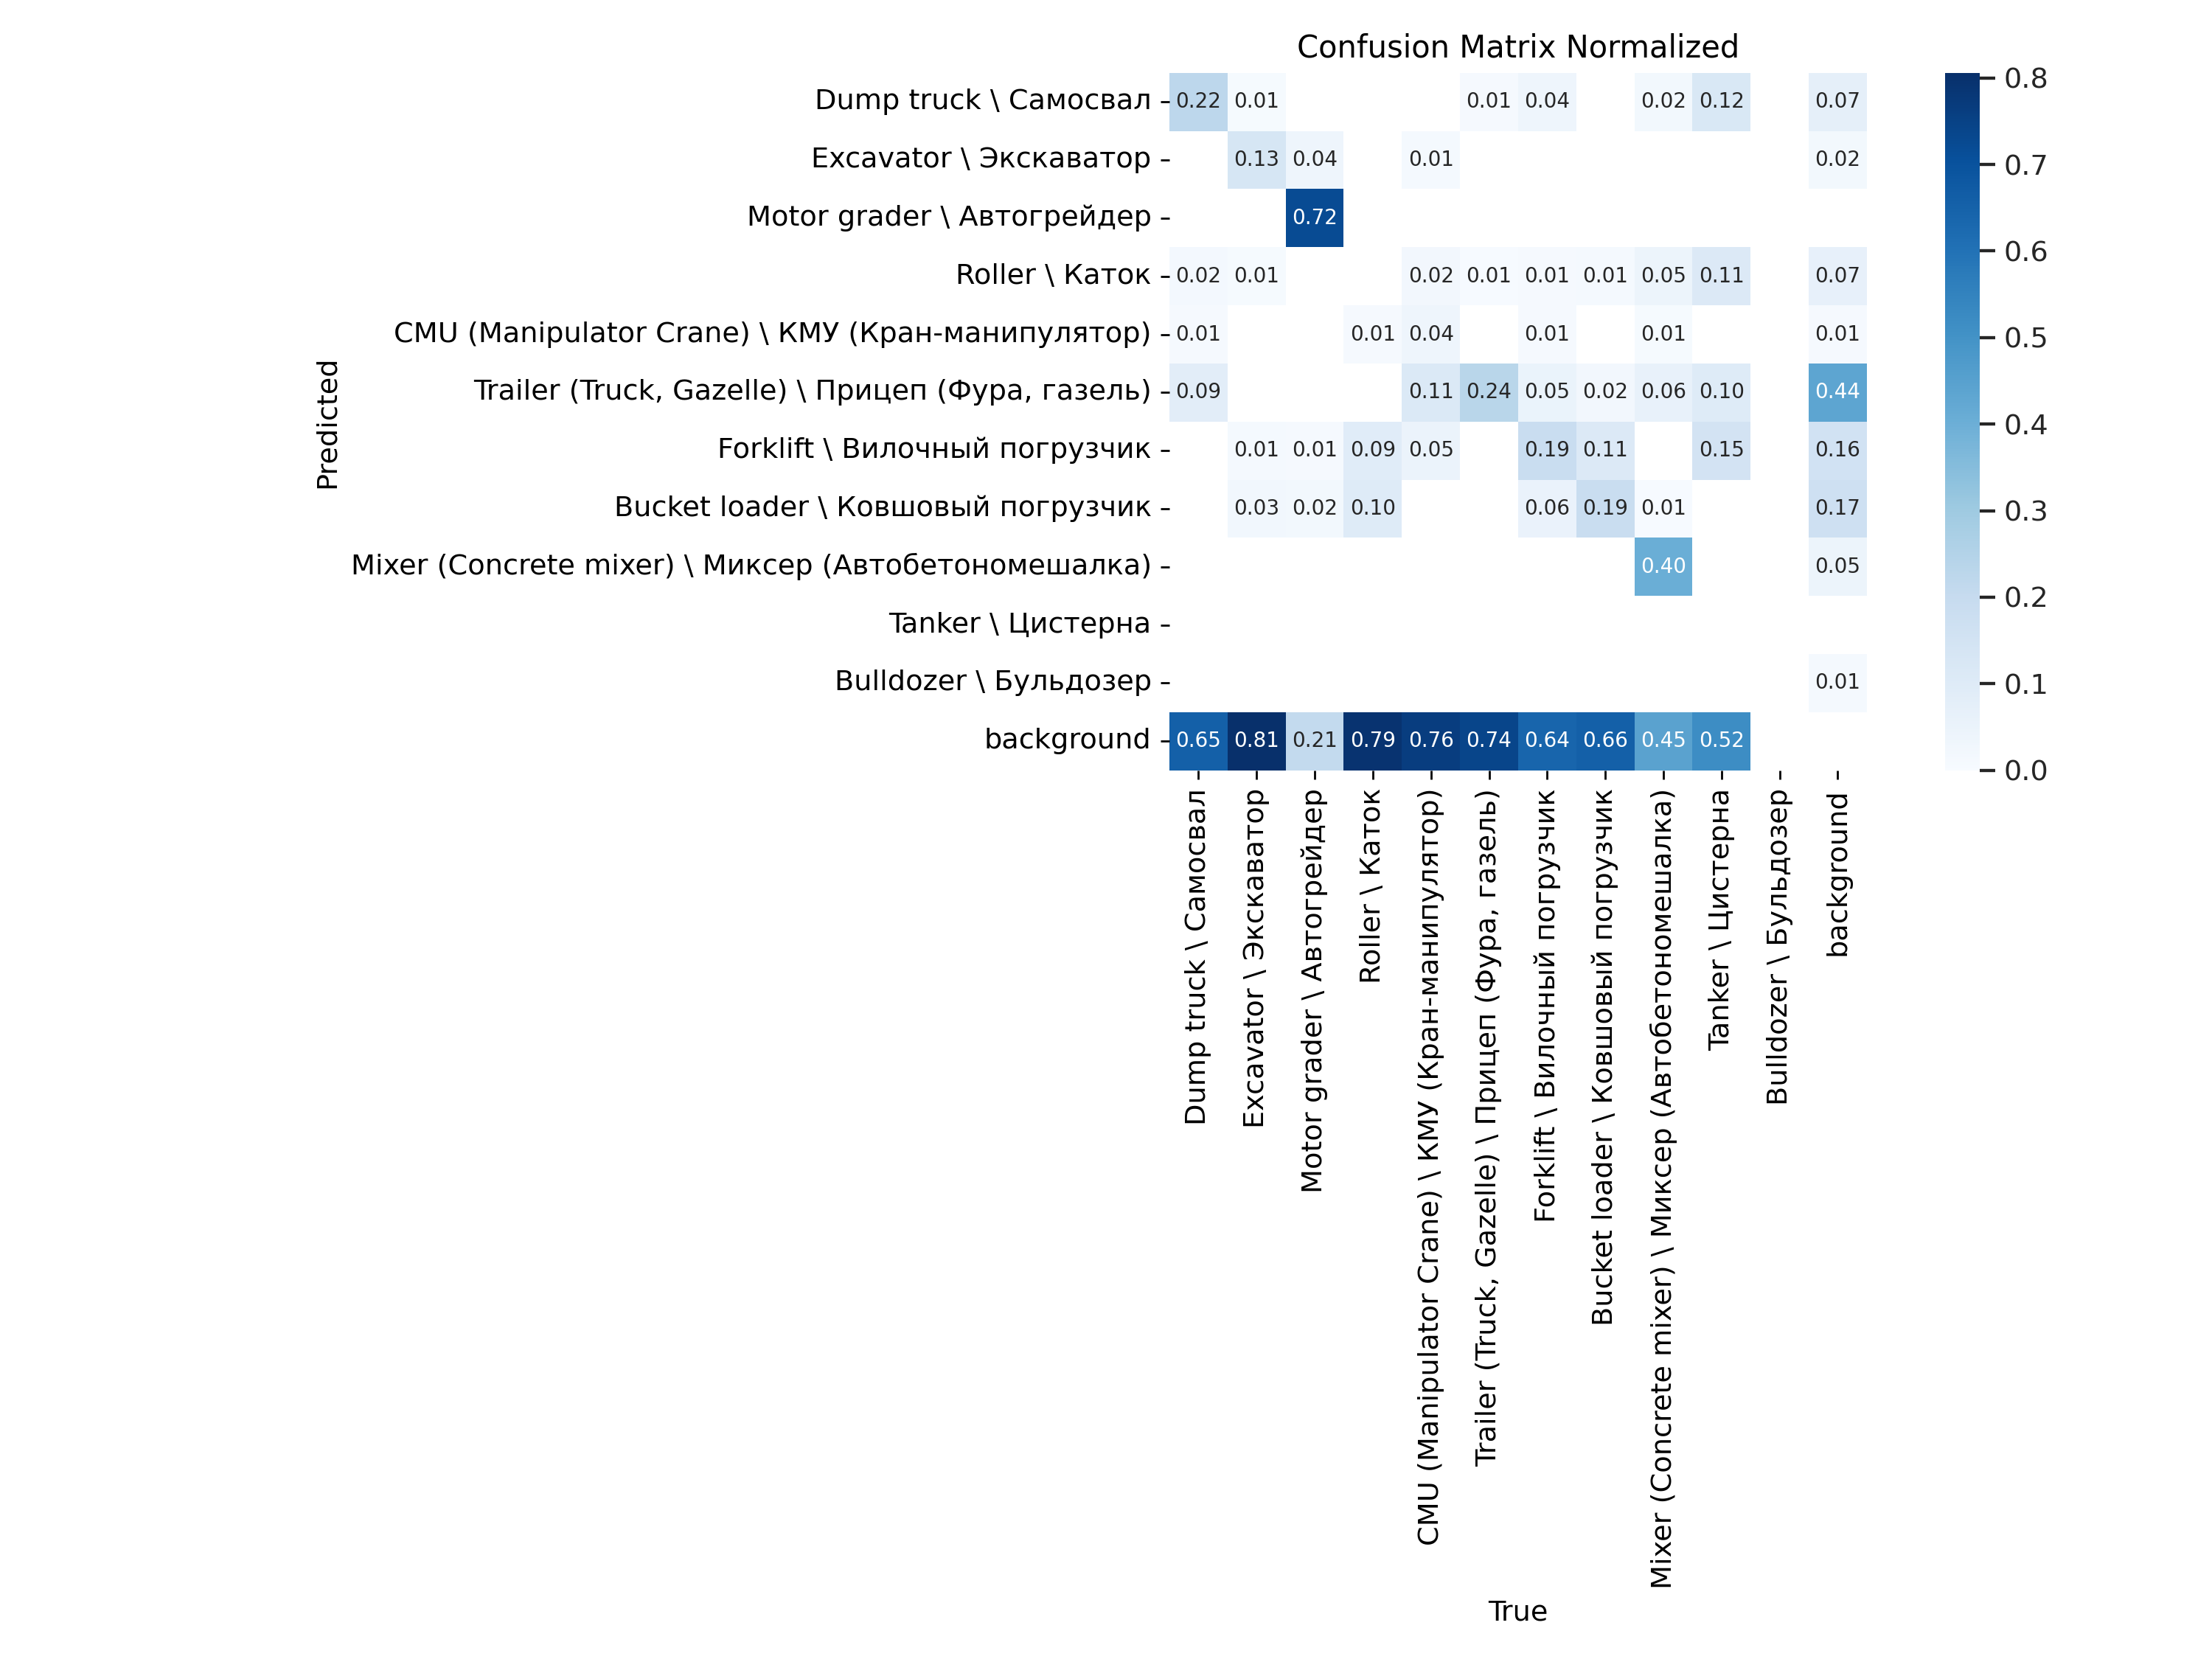 Confusion Matrix Normalized
Dump truck \ Самосвал 0.22 0.01 0.01 0.04 0.02 0.12 0.07
Excavator \ Экскаватор 0.13 0.04 0.01 0.02
Motor grader \ Автогрейдер 0.72
Roller \ Каток 0.02 0.01 0.02 0.01 0.01 0.01 0.05 0.11 0.07
CMU (Manipulator Crane) \ КМУ (Кран-манипулятор) 0.01 0.01 0.04 0.01 0.01 0.01
Trailer (Truck, Gazelle) \ Прицеп (Фура, газель) 0.09 0.11 0.24 0.05 0.02 0.06 0.10 0.44
Forklift \ Вилочный погрузчик 0.01 0.01 0.09 0.05 0.19 0.11 0.15 0.16
Bucket loader \ Ковшовый погрузчик 0.03 0.02 0.10 0.06 0.19 0.01 0.17
Mixer (Concrete mixer) \ Миксер (Автобетономешалка) 0.40 0.05
Tanker \ Цистерна
Bulldozer \ Бульдозер 0.01
background 0.65 0.81 0.21 0.79 0.76 0.74 0.64 0.66 0.45 0.52
Predicted
Dump truck \ Самосвал
Excavator \ Экскаватор
Motor grader \ Автогрейдер
Roller \ Каток
CMU (Manipulator Crane) \ КМУ (Кран-манипулятор)
Trailer (Truck, Gazelle) \ Прицеп (Фура, газель)
Forklift \ Вилочный погрузчик
Bucket loader \ Ковшовый погрузчик
Mixer (Concrete mixer) \ Миксер (Автобетономешалка)
Tanker \ Цистерна
Bulldozer \ Бульдозер
background
True
0.8
0.7
0.6
0.5
0.4
0.3
0.2
0.1
0.0